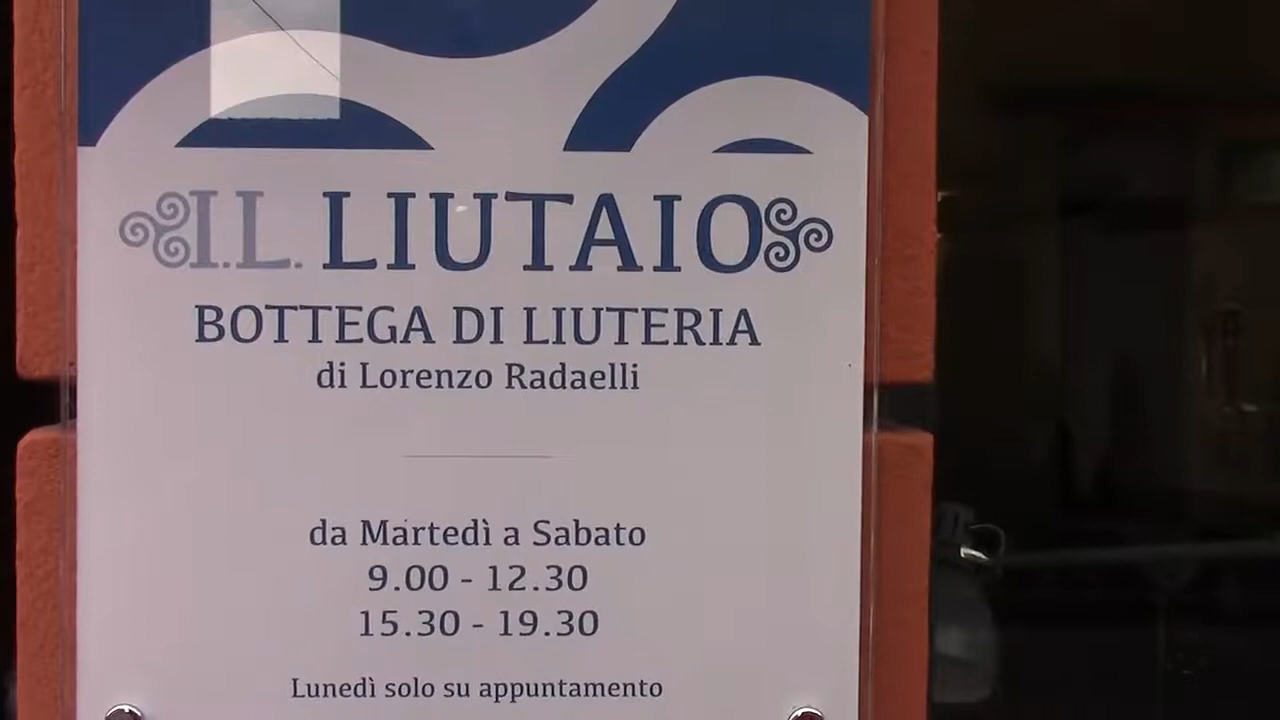 I.L. LIUTAIO
BOTTEGA DI LIUTERIA
di Lorenzo Radaelli
da Martedì a Sabato
9.00 - 12.30
15.30 - 19.30
Lunedì solo su appuntamento